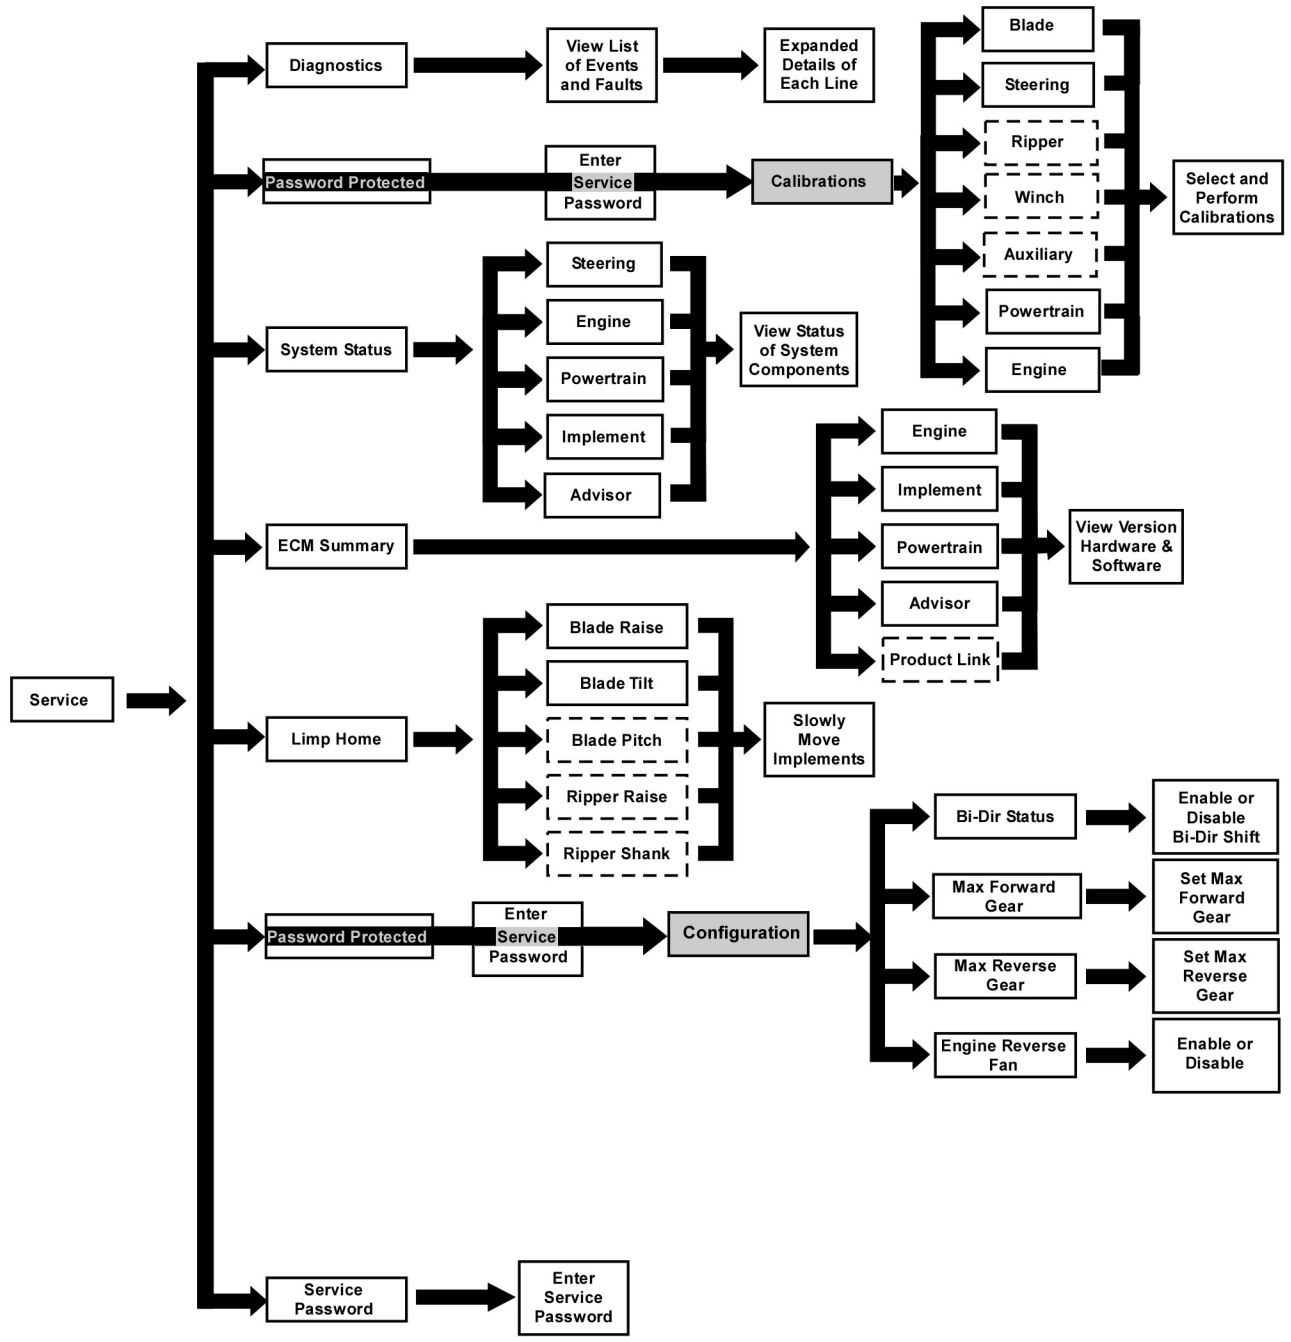 Service
Diagnostics
View List
of Events
and Faults
Expanded
Details of
Each Line
Password Protected
Enter
Service
Password
Calibrations
Blade
Steering
Ripper
Winch
Auxiliary
Powertrain
Engine
Select and
Perform
Calibrations
System Status
Steering
Engine
Powertrain
Implement
Advisor
View Status
of System
Components
ECM Summary
Engine
Implement
Powertrain
Advisor
Product Link
View Version
Hardware &
Software
Limp Home
Blade Raise
Blade Tilt
Blade Pitch
Ripper Raise
Ripper Shank
Slowly
Move
Implements
Password Protected
Enter
Service
Password
Configuration
Bi-Dir Status
Enable or
Disable
Bi-Dir Shift
Max Forward
Gear
Set Max
Forward
Gear
Max Reverse
Gear
Set Max
Reverse
Gear
Engine Reverse
Fan
Enable or
Disable
Service
Password
Enter
Service
Password